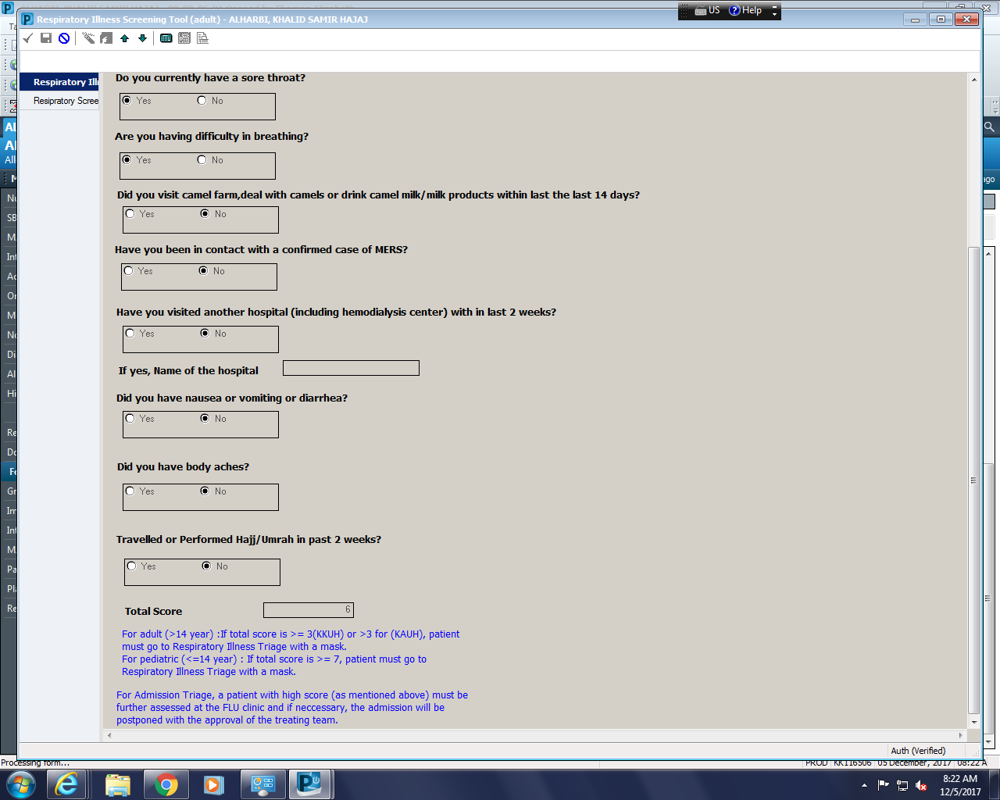 Respiratory Illness Screening Tool (adult) - ALHARBI, KHALID SAMIR HAJAJ
US
Help
Respiratory Ill
Resipratory Scree
Do you currently have a sore throat?
Yes No
Are you having difficulty in breathing?
Yes No
Did you visit camel farm,deal with camels or drink camel milk/milk products within last the last 14 days?
Yes No
Have you been in contact with a confirmed case of MERS?
Yes No
Have you visited another hospital (including hemodialysis center) with in last 2 weeks?
Yes No
If yes, Name of the hospital
Did you have nausea or vomiting or diarrhea?
Yes No
Did you have body aches?
Yes No
Travelled or Performed Hajj/Umrah in past 2 weeks?
Yes No
Total Score 6
For adult (>14 year) :If total score is >= 3(KKUH) or >3 for (KAUH), patient
must go to Respiratory Illness Triage with a mask.
For pediatric (<=14 year) : If total score is >= 7, patient must go to
Respiratory Illness Triage with a mask.
For Admission Triage, a patient with high score (as mentioned above) must be
further assessed at the FLU clinic and if neccessary, the admission will be
postponed with the approval of the treating team.
Auth (Verified)
Processing form...
PROD KK116506 05 December, 2017 08:22 A
8:22 AM
12/5/2017
ago